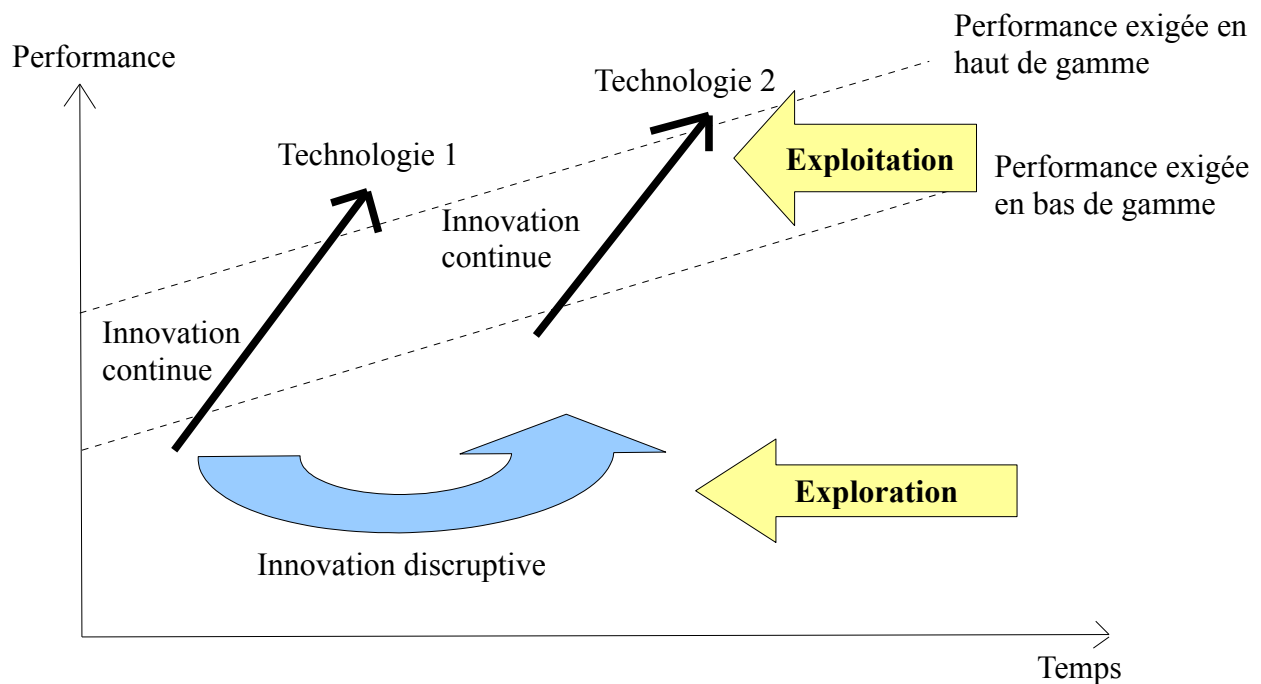 Performance exigée en
haut de gamme
Performance
Technologie 2
Technologie 1
Exploitation
Performance exigée
en bas de gamme
Innovation
continue
Innovation
continue
Exploration
Innovation discruptive
Temps